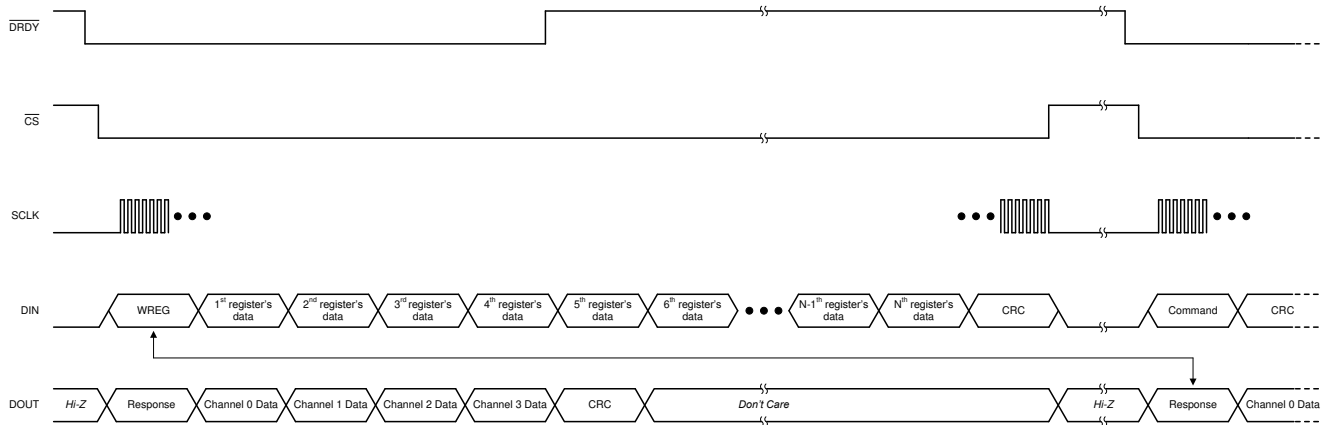 DRDY
CS
SCLK
DIN
WREG
1st register's
data
2nd register's
data
3rd register's
data
4th register's
data
5th register's
data
6th register's
data
N-1th register's
data
Nth register's
data
CRC
Command
CRC
DOUT
Hi-Z
Response
Channel 0 Data
Channel 1 Data
Channel 2 Data
Channel 3 Data
CRC
Don't Care
Hi-Z
Response
Channel 0 Data